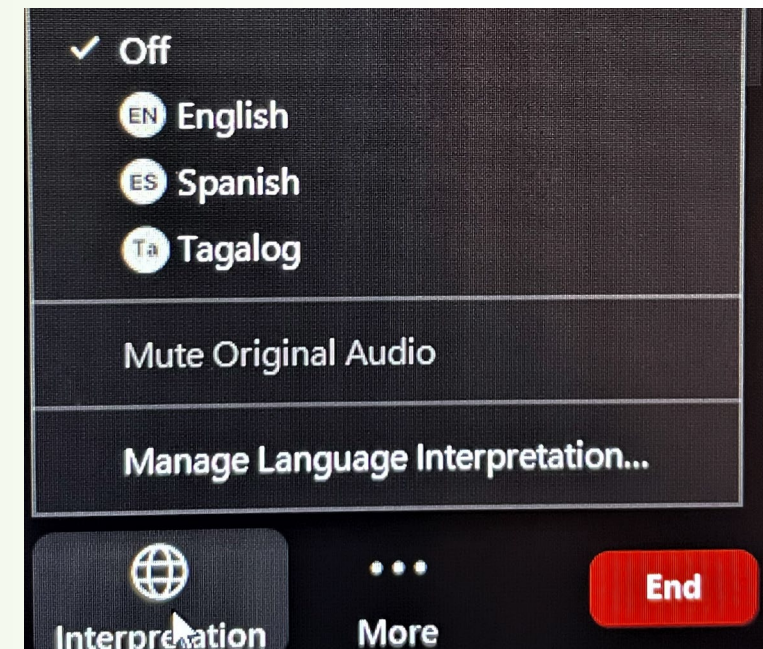 Off
EN English
ES Spanish
Ta Tagalog
Mute Original Audio
Manage Language Interpretation...
Interpretation
More
End